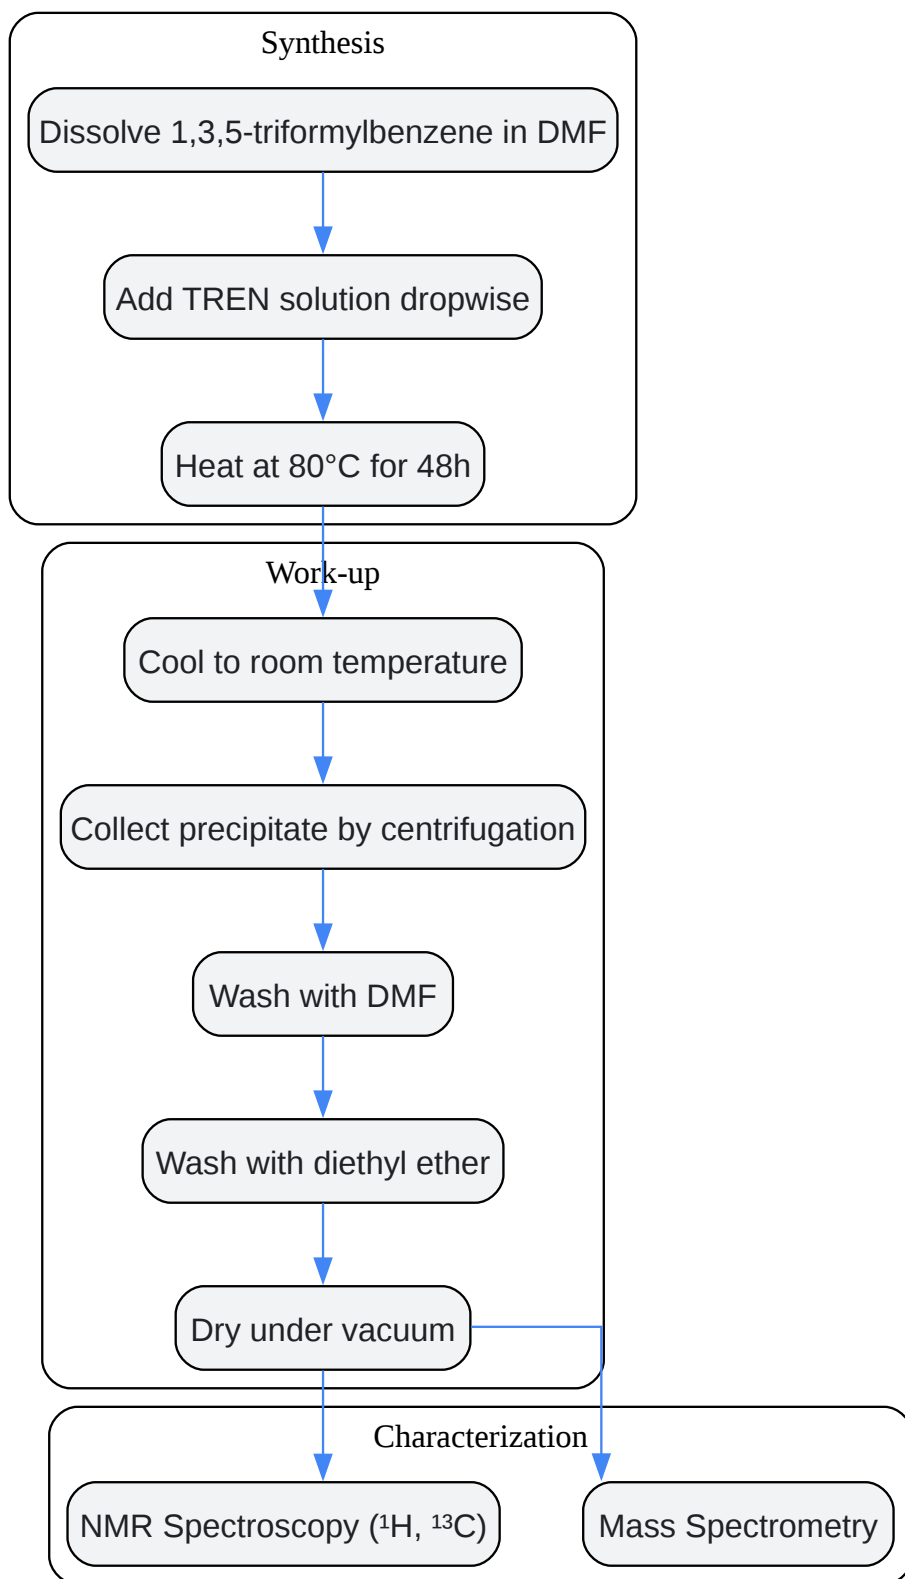 Synthesis
Dissolve 1,3,5-triformylbenzene in DMF
Add TREN solution dropwise
Heat at 80°C for 48h
Work-up
Cool to room temperature
Collect precipitate by centrifugation
Wash with DMF
Wash with diethyl ether
Dry under vacuum
Characterization
NMR Spectroscopy (¹H, ¹³C)
Mass Spectrometry